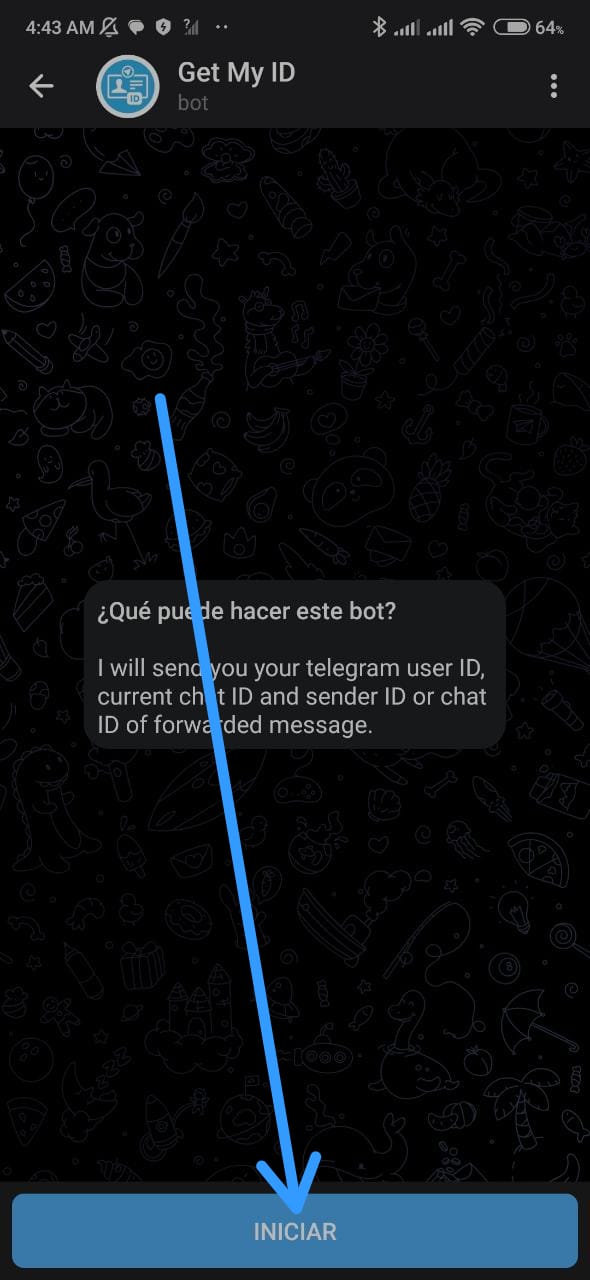 4:43 AM
64%
Get My ID
bot
¿Qué puede hacer este bot?
I will send you your telegram user ID,
current chat ID and sender ID or chat
ID of forwarded message.
INICIAR